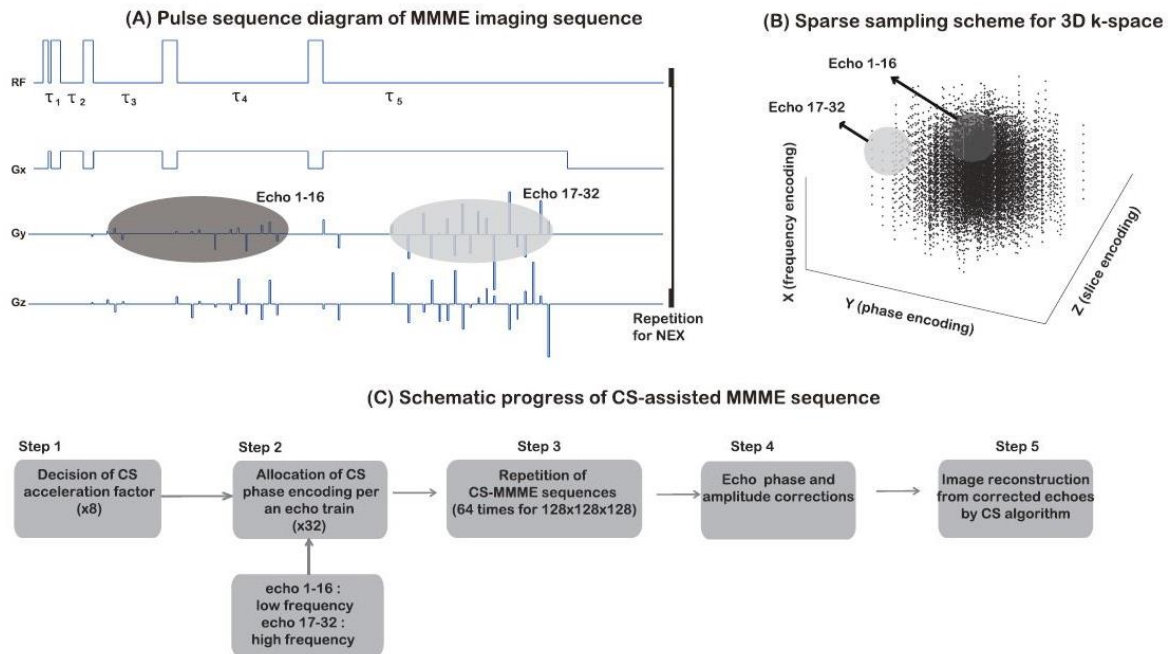 (A) Pulse sequence diagram of MMME imaging sequence
RF
τ1 τ2 τ3 τ4 τ5
Gx
Echo 1-16
Echo 17-32
Gy
Gz
Repetition
for NEX
(B) Sparse sampling scheme for 3D k-space
Echo 1-16
Echo 17-32
X (frequency encoding)
Y (phase encoding)
Z (slice encoding)
(C) Schematic progress of CS-assisted MMME sequence
Step 1
Decision of CS
acceleration factor
(x8)
Step 2
Allocation of CS
phase encoding per
an echo train
(x32)
echo 1-16 :
low frequency
echo 17-32 :
high frequency
Step 3
Repetition of
CS-MMME sequences
(64 times for 128x128x128)
Step 4
Echo phase and
amplitude corrections
Step 5
Image reconstruction
from corrected echoes
by CS algorithm